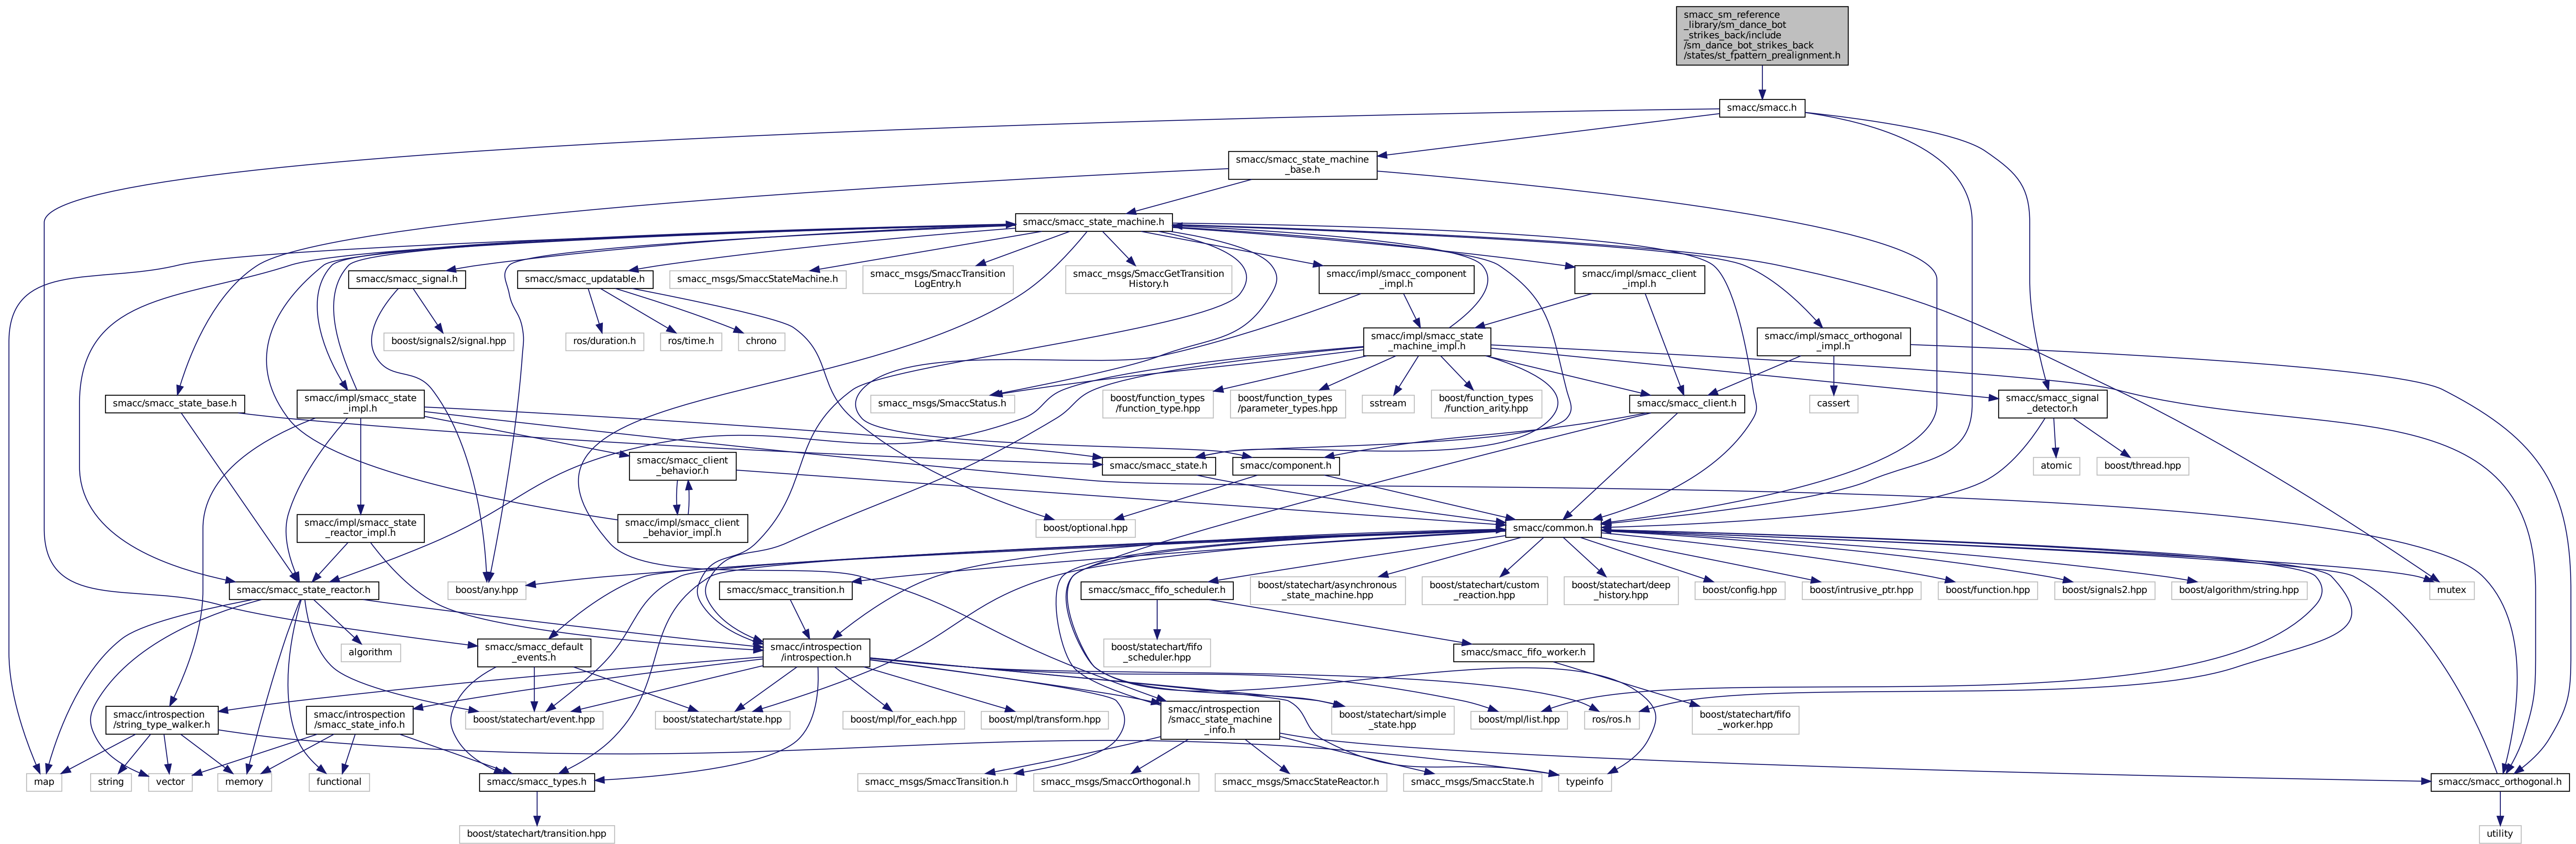 smacc_sm_reference
_library/sm_dance_bot
_strikes_back/include
/sm_dance_bot_strikes_back
/states/st_fpattern_prealignment.h
smacc/smacc.h
smacc/smacc_state_machine
_base.h
smacc/smacc_state_machine.h
smacc/smacc_signal.h
smacc/smacc_updatable.h
smacc_msgs/SmaccStateMachine.h
smacc_msgs/SmaccTransition
LogEntry.h
smacc_msgs/SmaccGetTransition
History.h
smacc/impl/smacc_component
_impl.h
smacc/impl/smacc_client
_impl.h
boost/signals2/signal.hpp
ros/duration.h
ros/time.h
chrono
smacc/impl/smacc_state
_machine_impl.h
smacc/impl/smacc_orthogonal
_impl.h
smacc/smacc_state_base.h
smacc/impl/smacc_state
_impl.h
smacc_msgs/SmaccStatus.h
boost/function_types
/function_type.hpp
boost/function_types
/parameter_types.hpp
sstream
boost/function_types
/function_arity.hpp
smacc/smacc_client.h
cassert
smacc/smacc_signal
_detector.h
smacc/smacc_client
_behavior.h
smacc/smacc_state.h
smacc/component.h
atomic
boost/thread.hpp
smacc/impl/smacc_state
_reactor_impl.h
smacc/impl/smacc_client
_behavior_impl.h
boost/optional.hpp
smacc/common.h
smacc/smacc_state_reactor.h
boost/any.hpp
smacc/smacc_transition.h
smacc/smacc_fifo_scheduler.h
boost/statechart/asynchronous
_state_machine.hpp
boost/statechart/custom
_reaction.hpp
boost/statechart/deep
_history.hpp
boost/config.hpp
boost/intrusive_ptr.hpp
boost/function.hpp
boost/signals2.hpp
boost/algorithm/string.hpp
mutex
algorithm
smacc/smacc_default
_events.h
smacc/introspection
/introspection.h
boost/statechart/fifo
_scheduler.hpp
smacc/smacc_fifo_worker.h
smacc/introspection
/string_type_walker.h
smacc/introspection
/smacc_state_info.h
boost/statechart/event.hpp
boost/statechart/state.hpp
boost/mpl/for_each.hpp
boost/mpl/transform.hpp
smacc/introspection
/smacc_state_machine
_info.h
boost/statechart/simple
_state.hpp
boost/mpl/list.hpp
ros/ros.h
boost/statechart/fifo
_worker.hpp
map
string
vector
memory
functional
smacc/smacc_types.h
smacc_msgs/SmaccTransition.h
smacc_msgs/SmaccOrthogonal.h
smacc_msgs/SmaccStateReactor.h
smacc_msgs/SmaccState.h
typeinfo
smacc/smacc_orthogonal.h
boost/statechart/transition.hpp
utility